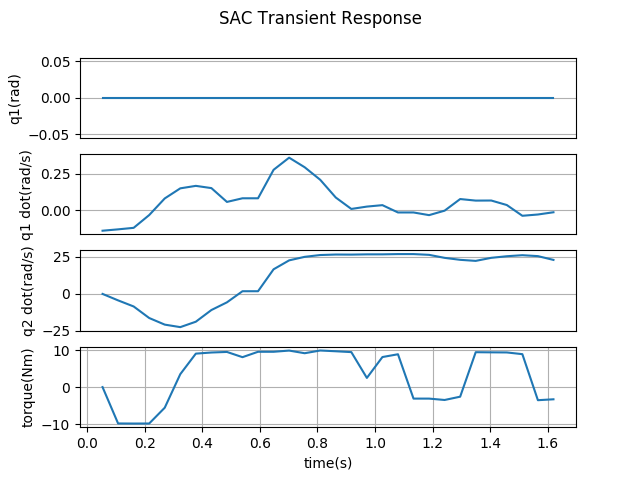 SAC Transient Response
q1(rad)
0.05
0.00
−0.05
q1 dot(rad/s)
0.25
0.00
q2 dot(rad/s)
25
0
−25
torque(Nm)
10
0
−10
0.0 0.2 0.4 0.6 0.8 1.0 1.2 1.4 1.6
time(s)